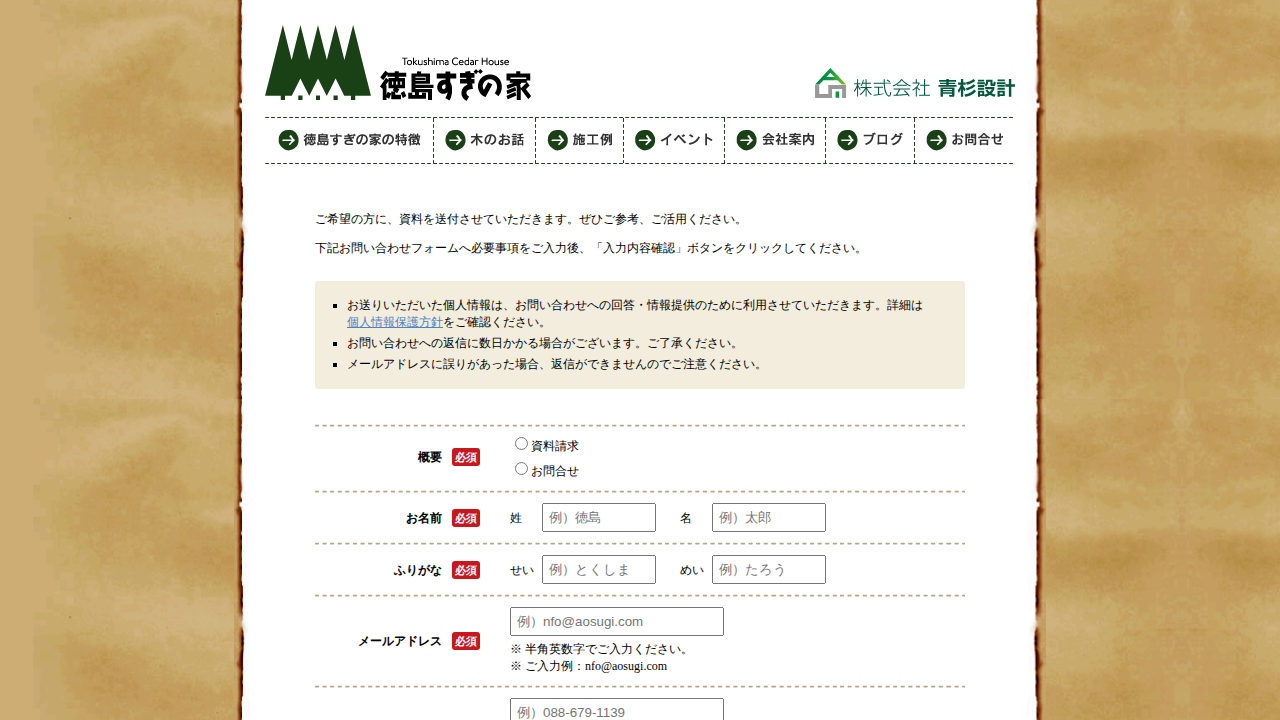 Tokushima Cedar House
徳島すぎの家
株式会社 青杉設計
徳島すぎの家の特徴 木のお話 施工例 イベント 会社案内 ブログ お問合せ
ご希望の方に、資料を送付させていただきます。ぜひご参考、ご活用ください。
下記お問い合わせフォームへ必要事項をご入力後、「入力内容確認」ボタンをクリックしてください。
お送りいただいた個人情報は、お問い合わせへの回答・情報提供のために利用させていただきます。詳細は
個人情報保護方針をご確認ください。
お問い合わせへの返信に数日かかる場合がございます。ご了承ください。
メールアドレスに誤りがあった場合、返信ができませんのでご注意ください。
概要 必須 資料請求
お問合せ
お名前 必須 姓 例）徳島 名 例）太郎
ふりがな 必須 せい 例）とくしま めい 例）たろう
メールアドレス 必須 例）nfo@aosugi.com
※ 半角英数字でご入力ください。
※ ご入力例：nfo@aosugi.com
例）088-679-1139